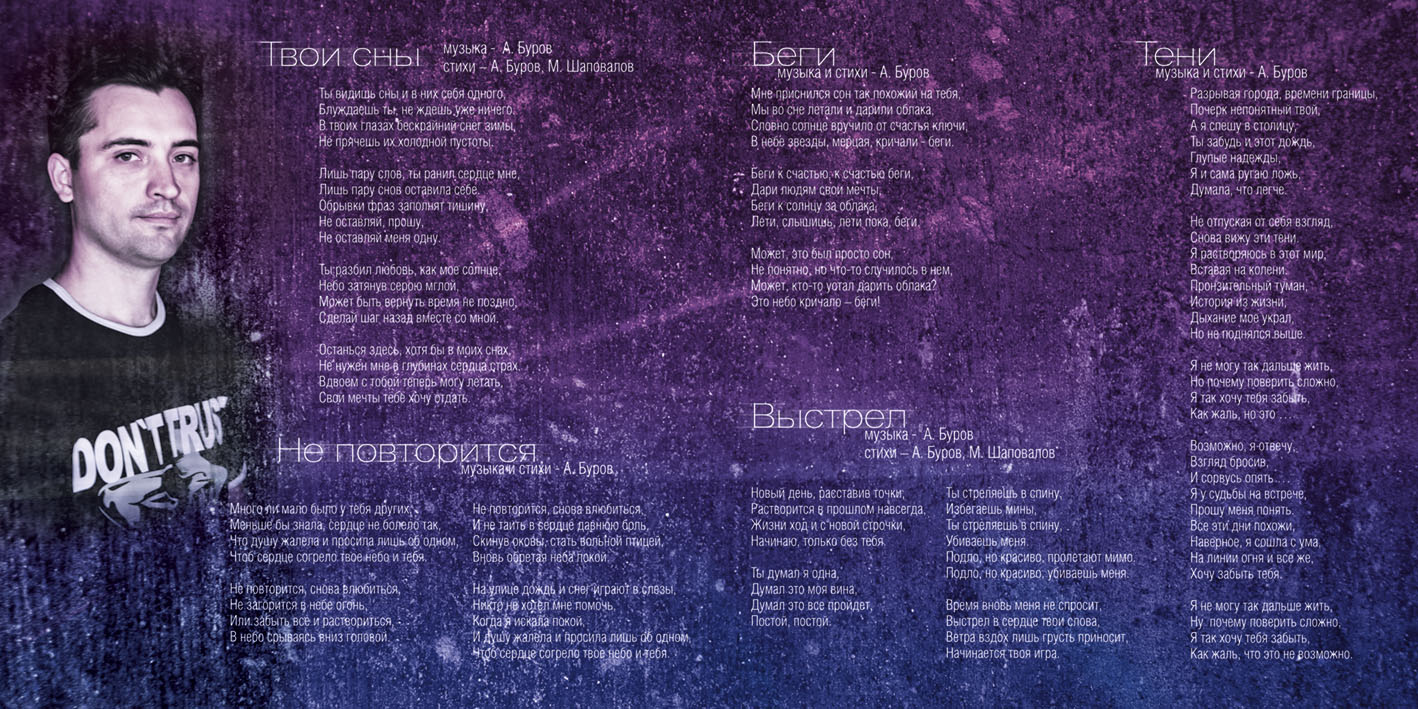 Твои сны
музыка - А. Буров
стихи – А. Буров, М. Шаповалов
Ты видишь сны и в них себя одного,
Блуждаешь ты, не ждешь уже ничего.
В твоих глазах бескрайний снег зимы,
Не прячешь их холодной пустоты.
Лишь пару слов, ты ранил сердце мне,
Лишь пару снов оставила себе.
Обрывки фраз заполнят тишину,
Не оставляй, прошу,
Не оставляй меня одну.
Ты разбил любовь, как мое солнце,
Небо затянув серою мглой,
Может быть вернуть время не поздно,
Сделай шаг назад вместе со мной.
Останься здесь, хотя бы в моих снах,
Не нужен мне в глубинах сердца страх.
Вдвоем с тобой теперь могу летать,
Свои мечты тебе хочу отдать.
DON'T TRUST
Не повторится
музыка и стихи - А. Буров
Много ли мало было у тебя других,
Меньше бы знала, сердце не болело так,
Что душу жалела и просила лишь об одном,
Чтоб сердце согрело твое небо и тебя.
Не повторится, снова влюбиться,
Не загорится в небе огонь,
Или забыть все и раствориться,
В небо срываясь вниз головой.
Не повторится, снова влюбиться,
И не таить в сердце давнюю боль,
Скинув оковы, стать вольной птицей,
Вновь обретая неба покой.
На улице дождь и снег играют в слезы,
Никто не хотел мне помочь,
Когда я искала покой,
И душу жалела и просила лишь об одном,
Чтоб сердце согрело твое небо и тебя.
Беги
музыка и стихи - А. Буров
Мне приснился сон так похожий на тебя,
Мы во сне летали и дарили облака,
Словно солнце вручило от счастья ключи,
В небе звезды, мерцая, кричали - беги.
Беги к счастью, к счастью беги,
Дари людям свои мечты,
Беги к солнцу за облака,
Лети, слышишь, лети пока, беги.
Может, это был просто сон,
Не понятно, но что-то случилось в нем,
Может, кто-то устал дарить облака?
Это небо кричало – беги!
Выстрел
музыка - А. Буров
стихи – А. Буров, М. Шаповалов
Новый день, расставив точки,
Растворится в прошлом навсегда.
Жизни ход и с новой строчки,
Начинаю, только без тебя.
Ты думал я одна,
Думал это моя вина,
Думал это все пройдет,
Постой, постой.
Ты стреляешь в спину,
Избегаешь мины,
Ты стреляешь в спину,
Убиваешь меня.
Подло, но красиво, пролетают мимо.
Подло, но красиво, убиваешь меня.
Время вновь меня не спросит,
Выстрел в сердце твои слова,
Ветра вздох лишь грусть приносит,
Начинается твоя игра.
Тени
музыка и стихи - А. Буров
Разрывая города, времени границы,
Почерк непонятный твой,
А я спешу в столицу,
Ты забудь и этот дождь,
Глупые надежды,
Я и сама ругаю ложь,
Думала, что легче.
Не отпуская от себя взгляд,
Снова вижу эти тени.
Я растворяюсь в этот мир,
Вставая на колени.
Пронзительный туман,
История из жизни,
Дыхание мое украл,
Но не поднялся выше.
Я не могу так дальше жить,
Но почему поверить сложно,
Я так хочу тебя забыть,
Как жаль, но это ....
Возможно, я отвечу,
Взгляд бросив,
И сорвусь опять....
Я у судьбы на встрече,
Прошу меня понять.
Все эти дни похожи,
Наверное, я сошла с ума,
На линии огня и все же,
Хочу забыть тебя.
Я не могу так дальше жить,
Ну почему поверить сложно,
Я так хочу тебя забыть,
Как жаль, что это не возможно.